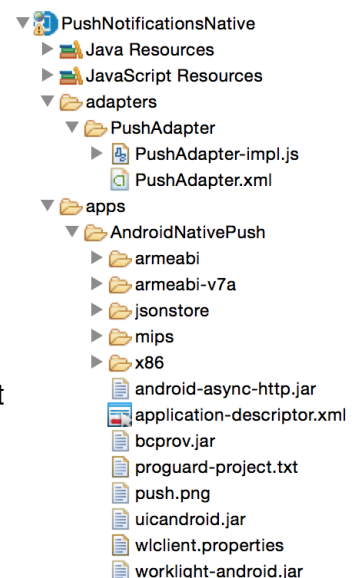 PushNotificationsNative
Java Resources
JavaScript Resources
adapters
PushAdapter
PushAdapter-impl.js
PushAdapter.xml
apps
AndroidNativePush
armeabi
armeabi-v7a
jsonstore
mips
x86
t
android-async-http.jar
application-descriptor.xml
bcprov.jar
proguard-project.txt
push.png
uicandroid.jar
wlclient.properties
worklight-android.jar